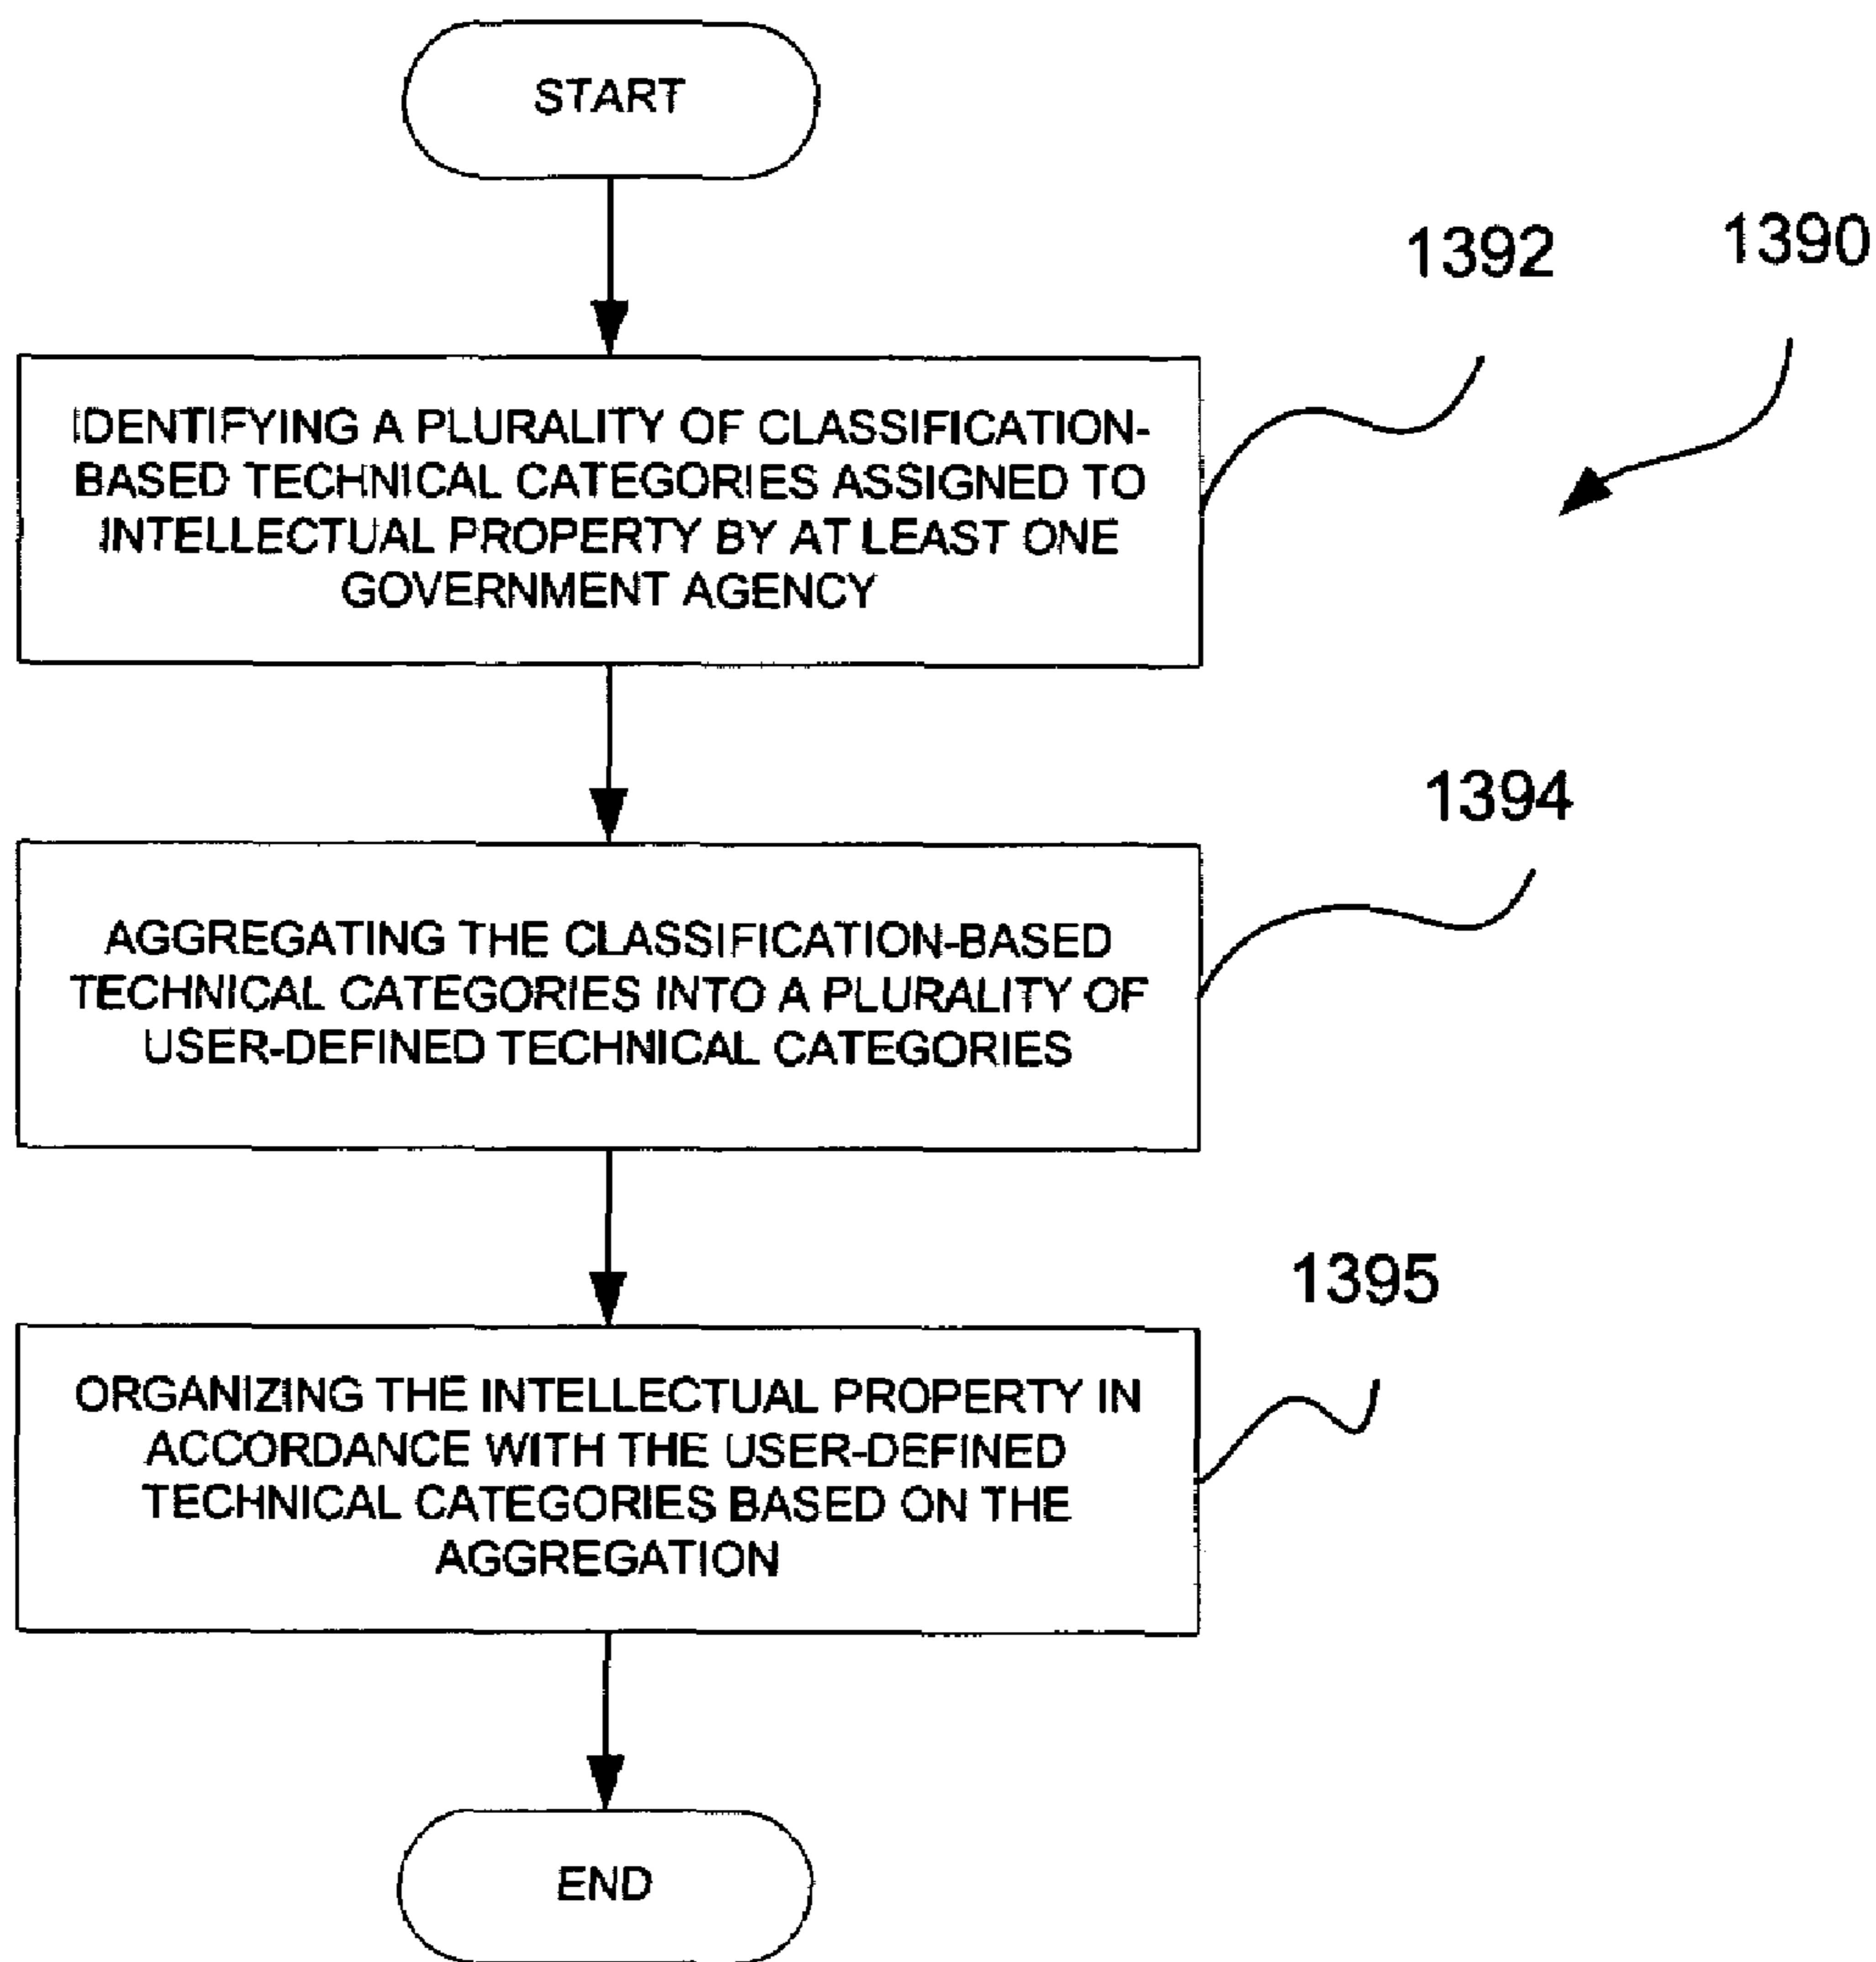 START
1392
1390
IDENTIFYING A PLURALITY OF CLASSIFICATION-
BASED TECHNICAL CATEGORIES ASSIGNED TO
INTELLECTUAL PROPERTY BY AT LEAST ONE
GOVERNMENT AGENCY
1394
AGGREGATING THE CLASSIFICATION-BASED
TECHNICAL CATEGORIES INTO A PLURALITY OF
USER-DEFINED TECHNICAL CATEGORIES
1395
ORGANIZING THE INTELLECTUAL PROPERTY IN
ACCORDANCE WITH THE USER-DEFINED
TECHNICAL CATEGORIES BASED ON THE
AGGREGATION
END